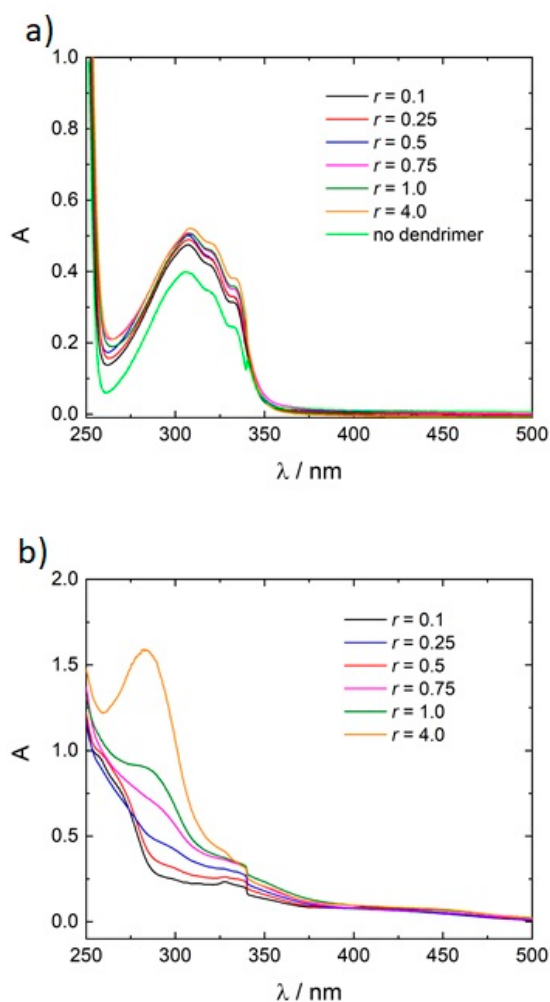 a)
1.0
0.8
0.6
0.4
0.2
0.0
A
r = 0.1
r = 0.25
r = 0.5
r = 0.75
r = 1.0
r = 4.0
no dendrimer
250 300 350 400 450 500
λ / nm
b)
2.0
1.5
1.0
0.5
0.0
A
r = 0.1
r = 0.25
r = 0.5
r = 0.75
r = 1.0
r = 4.0
250 300 350 400 450 500
λ / nm